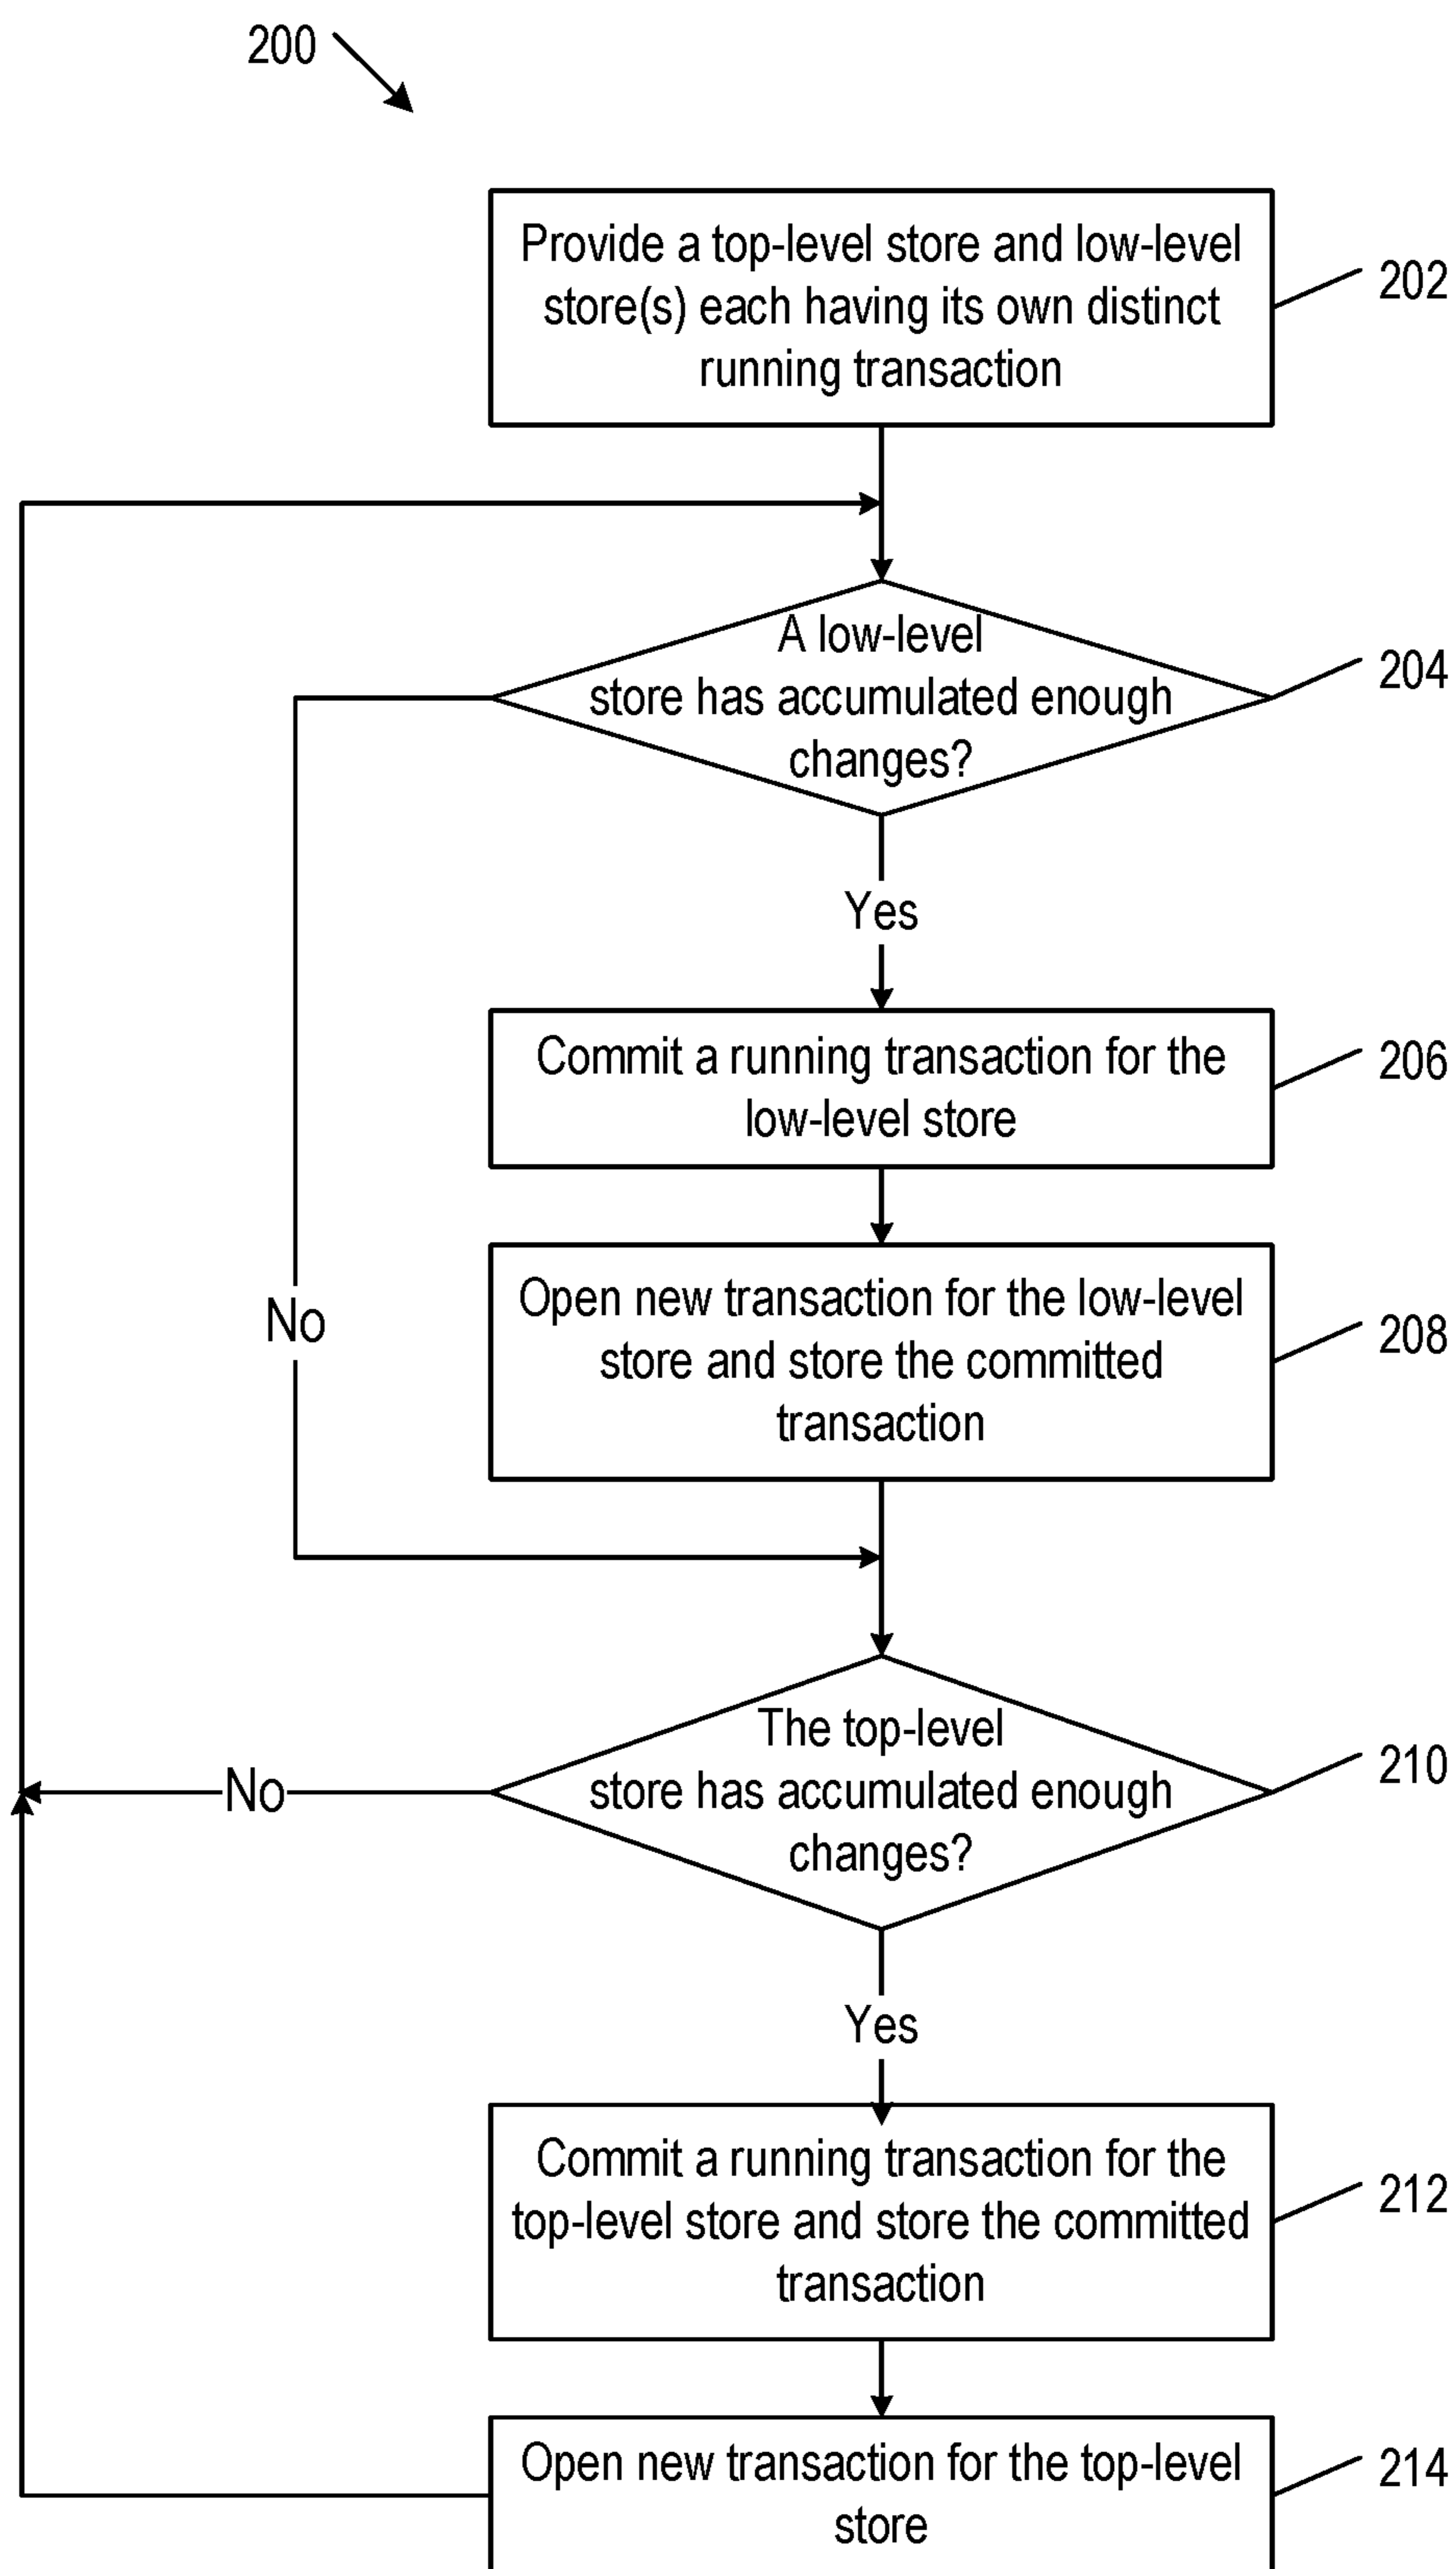 200
Provide a top-level store and low-level
store(s) each having its own distinct
running transaction
202
A low-level
store has accumulated enough
changes?
204
Yes
Commit a running transaction for the
low-level store
206
Open new transaction for the low-level
store and store the committed
transaction
208
No
The top-level
store has accumulated enough
changes?
210
No
Yes
Commit a running transaction for the
top-level store and store the committed
transaction
212
Open new transaction for the top-level
store
214